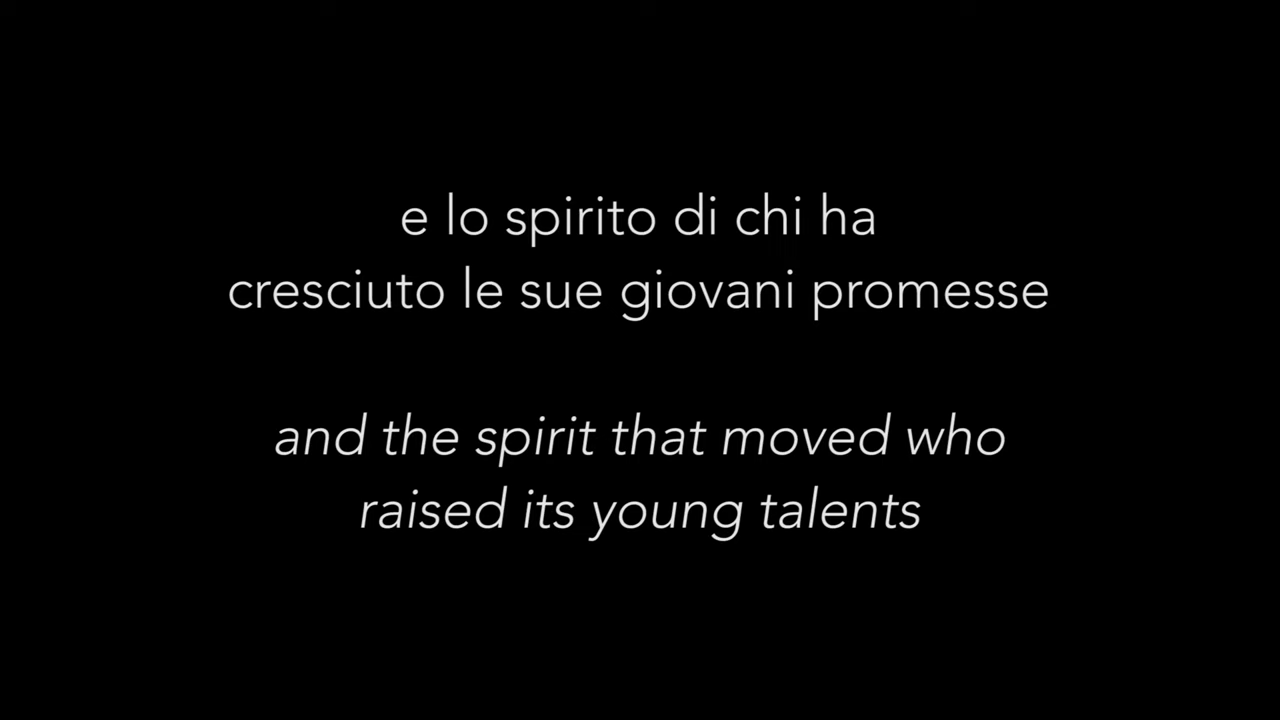 e lo spirito di chi ha
cresciuto le sue giovani promesse
and the spirit that moved who
raised its young talents